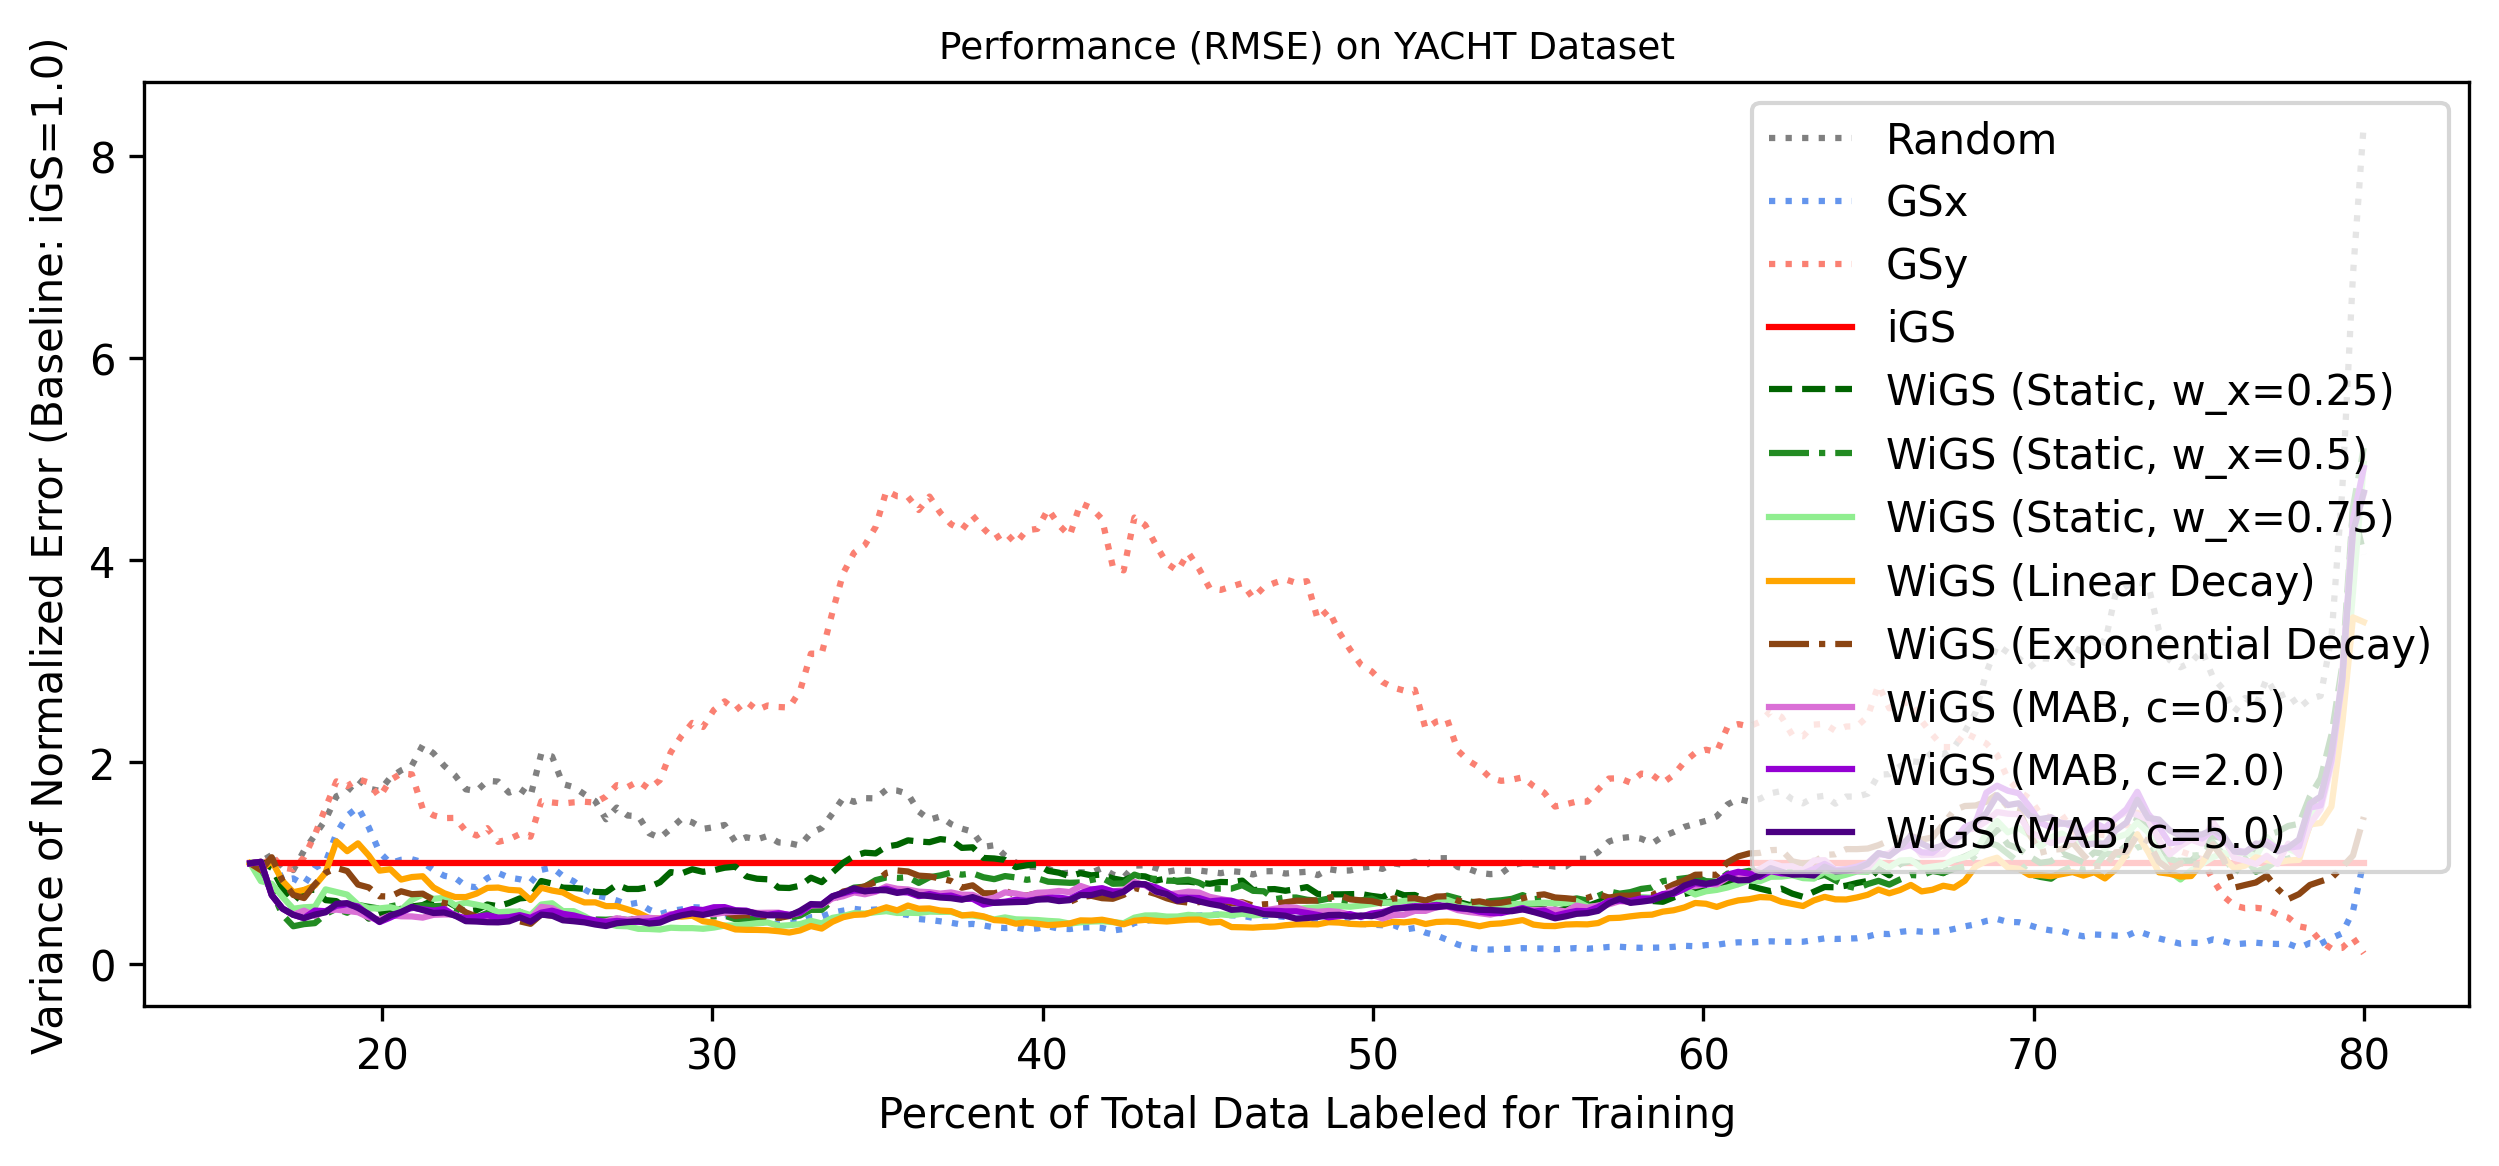 Performance (RMSE) on YACHT Dataset
Variance of Normalized Error (Baseline: iGS=1.0)
8
6
4
2
0
Random
GSx
GSy
iGS
WiGS (Static, w_x=0.25)
WiGS (Static, w_x=0.5)
WiGS (Static, w_x=0.75)
WiGS (Linear Decay)
WiGS (Exponential Decay)
WiGS (MAB, c=0.5)
WiGS (MAB, c=2.0)
WiGS (MAB, c=5.0)
20 30 40 50 60 70 80
Percent of Total Data Labeled for Training